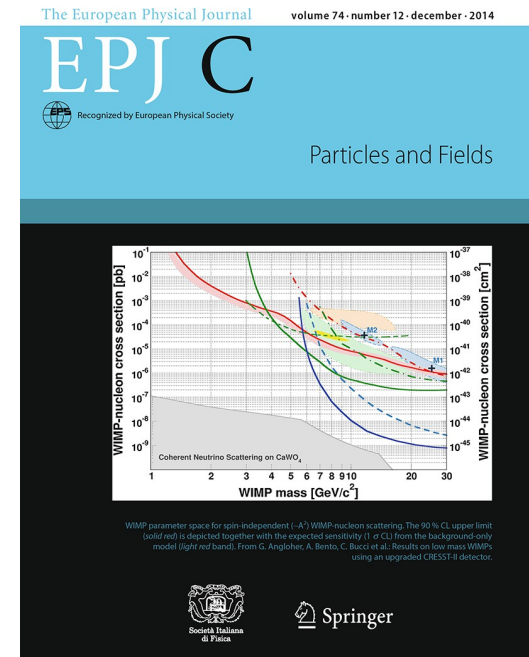 The European Physical Journal
volume 74 · number 12 · december · 2014
EPJ C
EPS
Recognized by European Physical Society
Particles and Fields
WIMP-nucleon cross section [pb]
10⁻¹
10⁻²
10⁻³
10⁻⁴
10⁻⁵
10⁻⁶
10⁻⁷
10⁻⁸
10⁻⁹
10⁻³⁷
10⁻³⁸
10⁻³⁹
10⁻⁴⁰
10⁻⁴¹
10⁻⁴²
10⁻⁴³
10⁻⁴⁴
10⁻⁴⁵
WIMP-nucleon cross section [cm²]
M2
M1
Coherent Neutrino Scattering on CaWO₄
1 2 3 4 5 6 7 8 9 10 20 30
WIMP mass [GeV/c²]
WIMP parameter space for spin-independent (~A²) WIMP-nucleon scattering. The 90 % CL upper limit
(solid red) is depicted together with the expected sensitivity (1 σ CL) from the background-only
model (light red band). From G. Angloher, A. Bento, C. Bucci et al.: Results on low mass WIMPs
using an upgraded CRESST-II detector.
Società Italiana
di Fisica
Springer